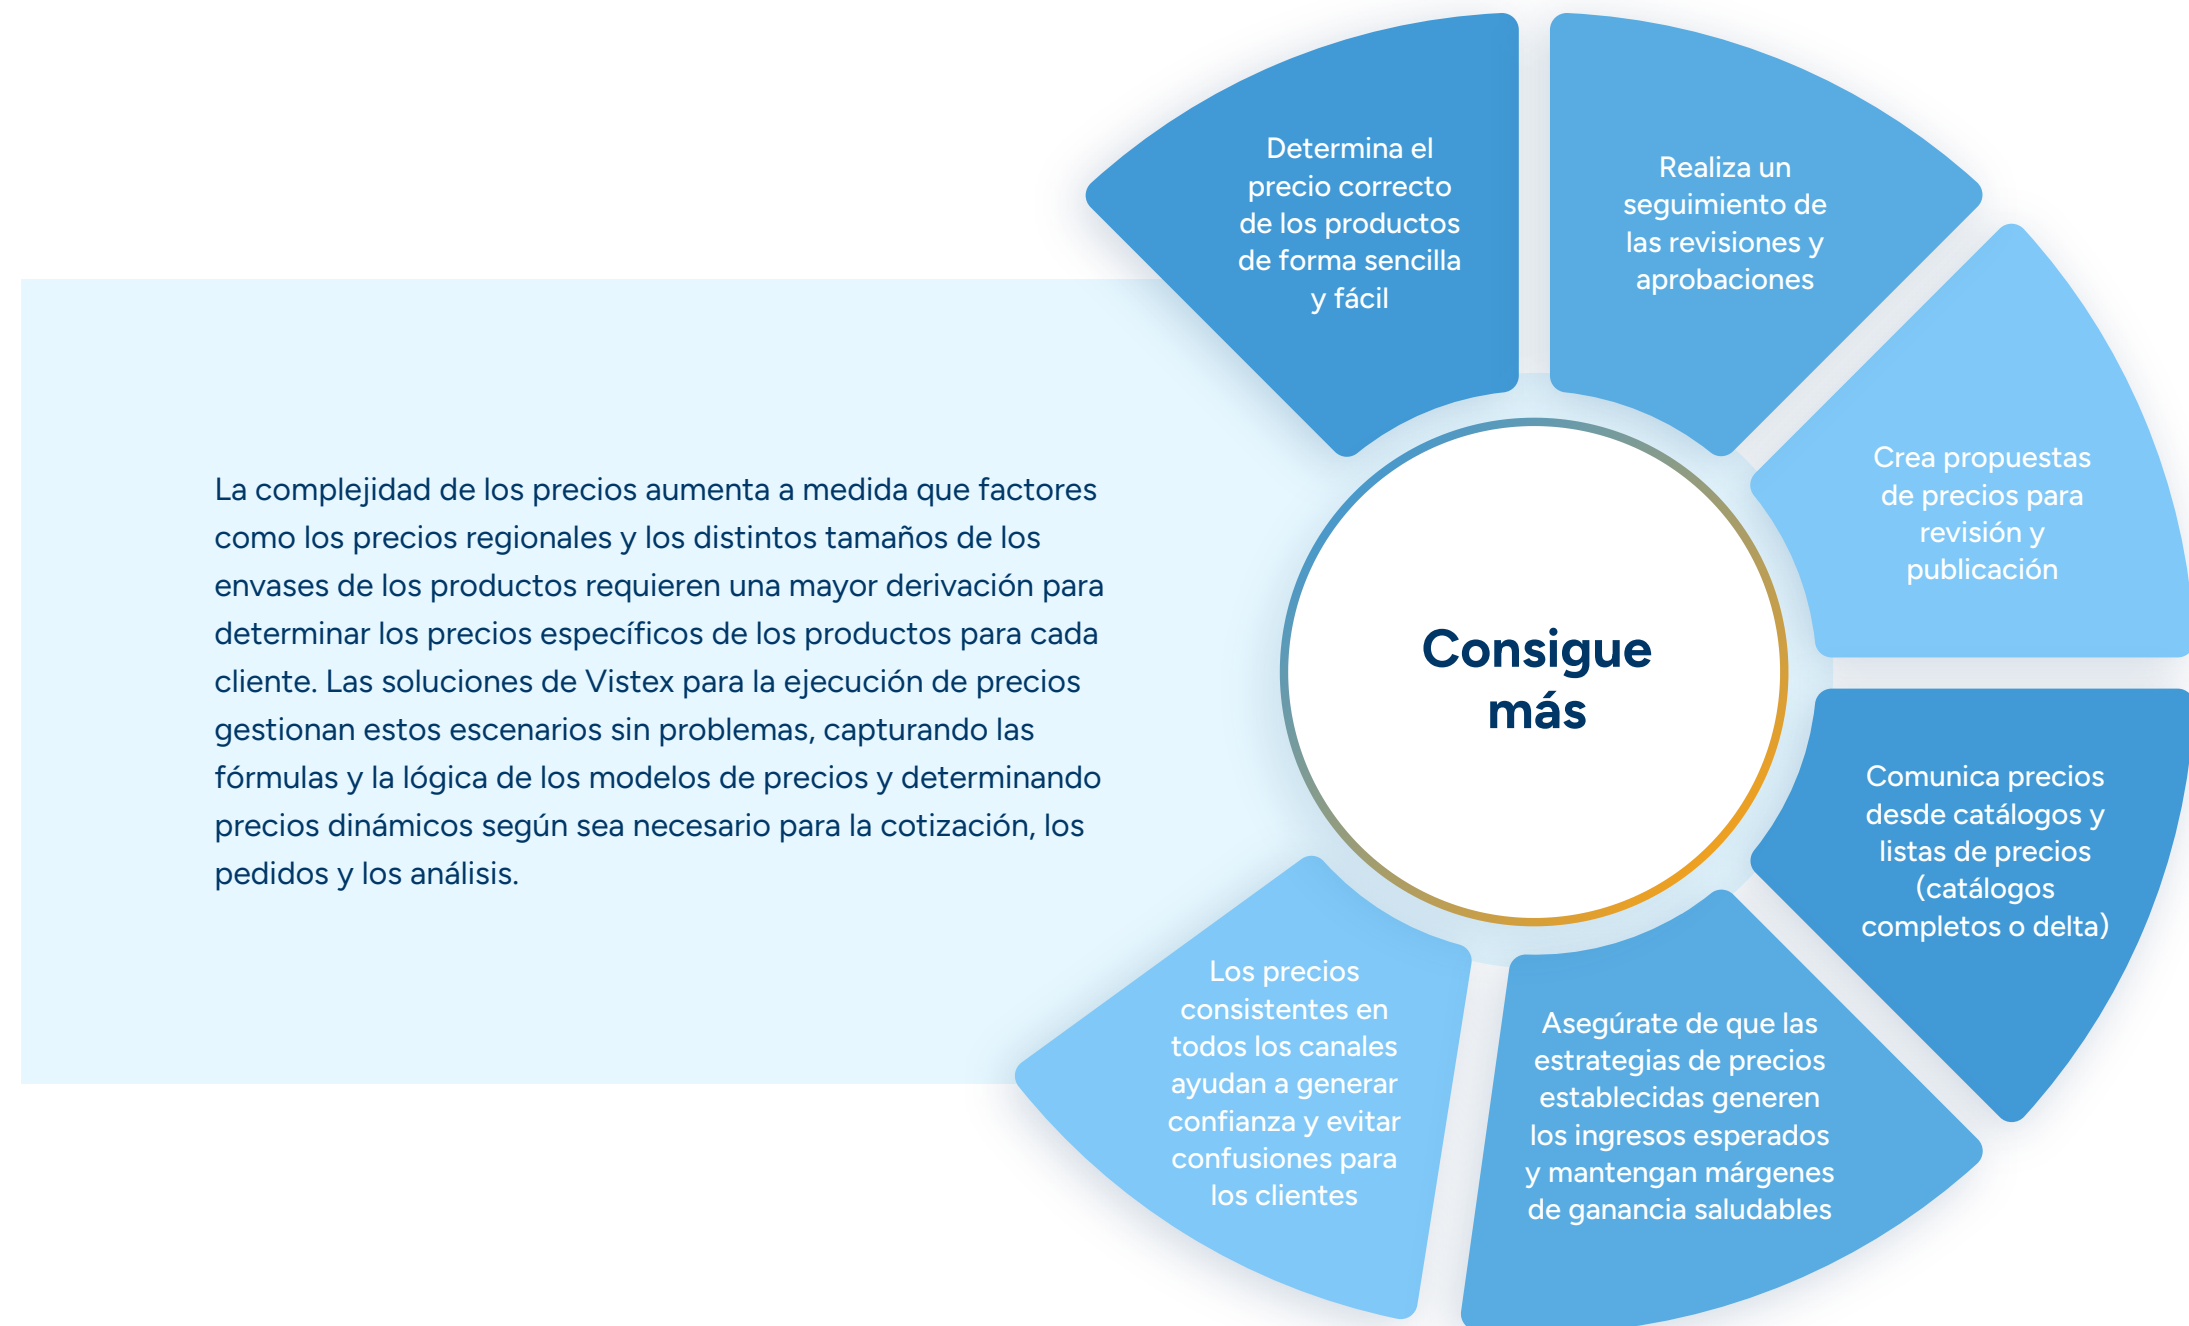 La complejidad de los precios aumenta a medida que factores
como los precios regionales y los distintos tamaños de los
envases de los productos requieren una mayor derivación para
determinar los precios específicos de los productos para cada
cliente. Las soluciones de Vistex para la ejecución de precios
gestionan estos escenarios sin problemas, capturando las
fórmulas y la lógica de los modelos de precios y determinando
precios dinámicos según sea necesario para la cotización, los
pedidos y los análisis.
Consigue
más
Determina el
precio correcto
de los productos
de forma sencilla
y fácil
Realiza un
seguimiento de
las revisiones y
aprobaciones
Crea propuestas
de precios para
revisión y
publicación
Comunica precios
desde catálogos y
listas de precios
(catálogos
completos o delta)
Asegúrate de que las
estrategias de precios
establecidas generen
los ingresos esperados
y mantengan márgenes
de ganancia saludables
Los precios
consistentes en
todos los canales
ayudan a generar
confianza y evitar
confusiones para
los clientes